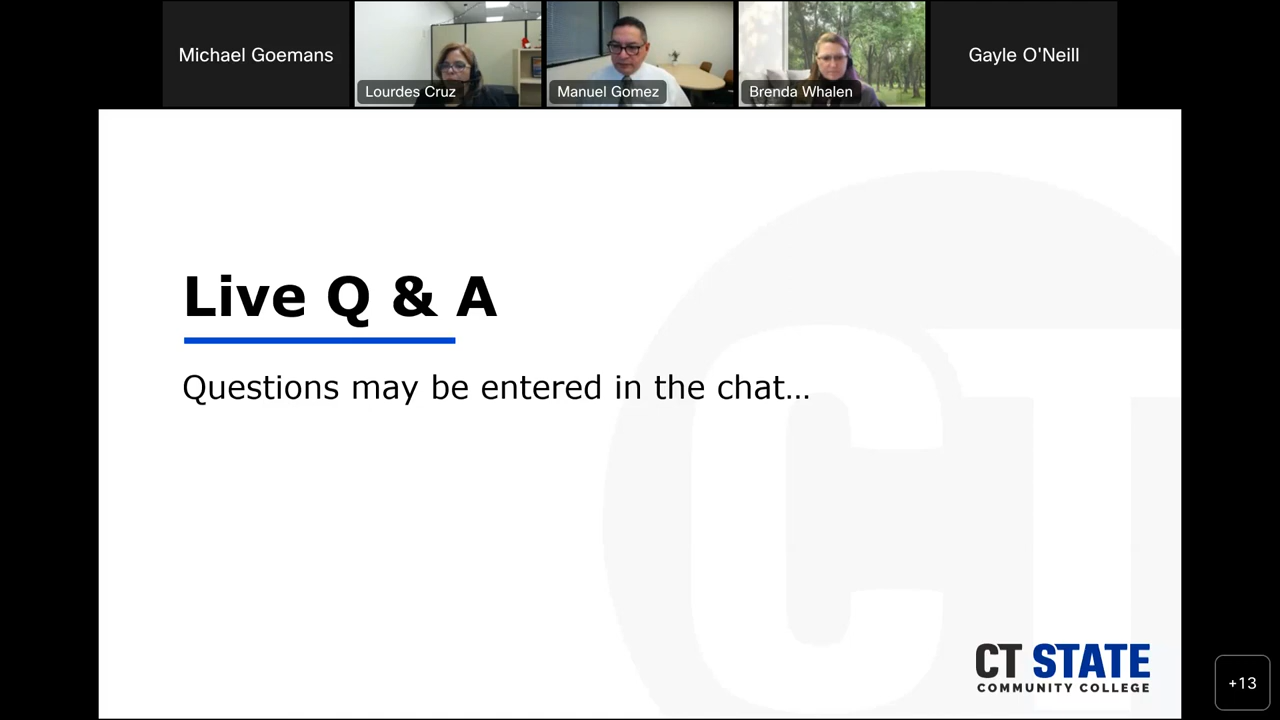 Michael Goemans
Lourdes Cruz
Manuel Gomez
Brenda Whalen
Gayle O'Neill
Live Q & A
Questions may be entered in the chat…
CT
CT STATE
COMMUNITY COLLEGE
+13